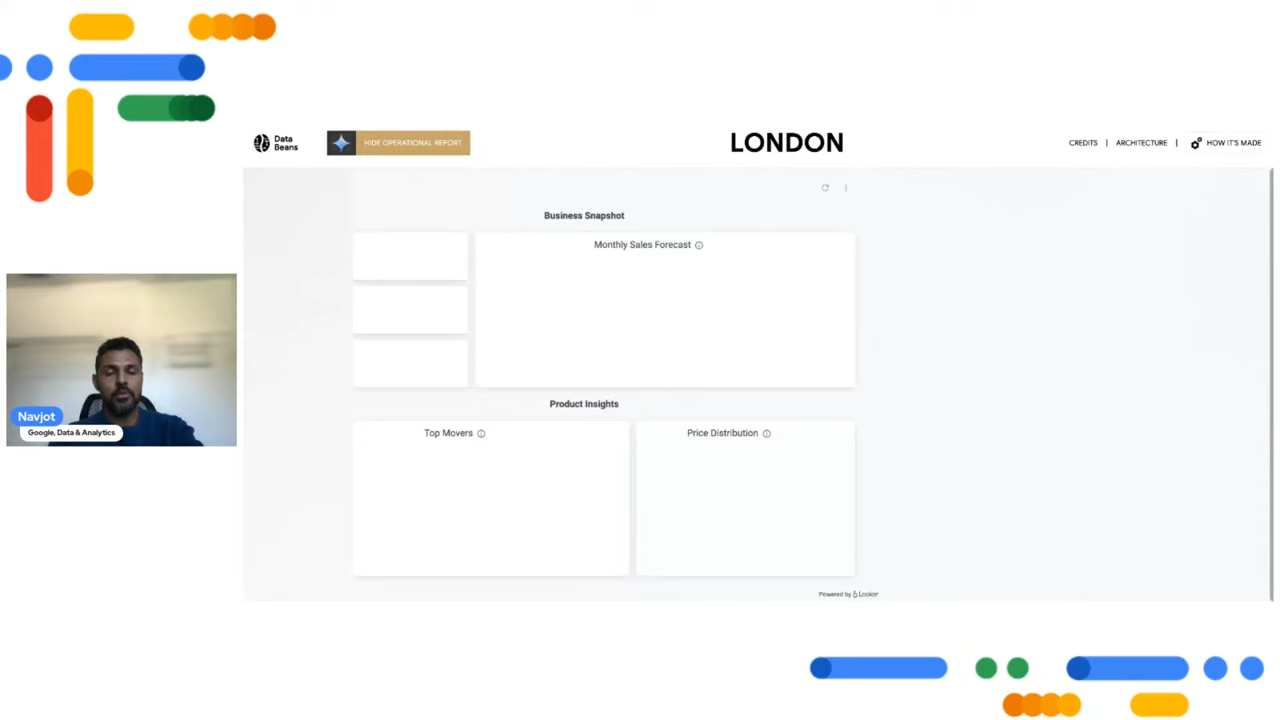 Data
Beans
HIDE OPERATIONAL REPORT
LONDON
CREDITS | ARCHITECTURE | HOW IT'S MADE
Business Snapshot
Monthly Sales Forecast
Product Insights
Top Movers
Price Distribution
Powered by Looker
Navjot
Google, Data & Analytics